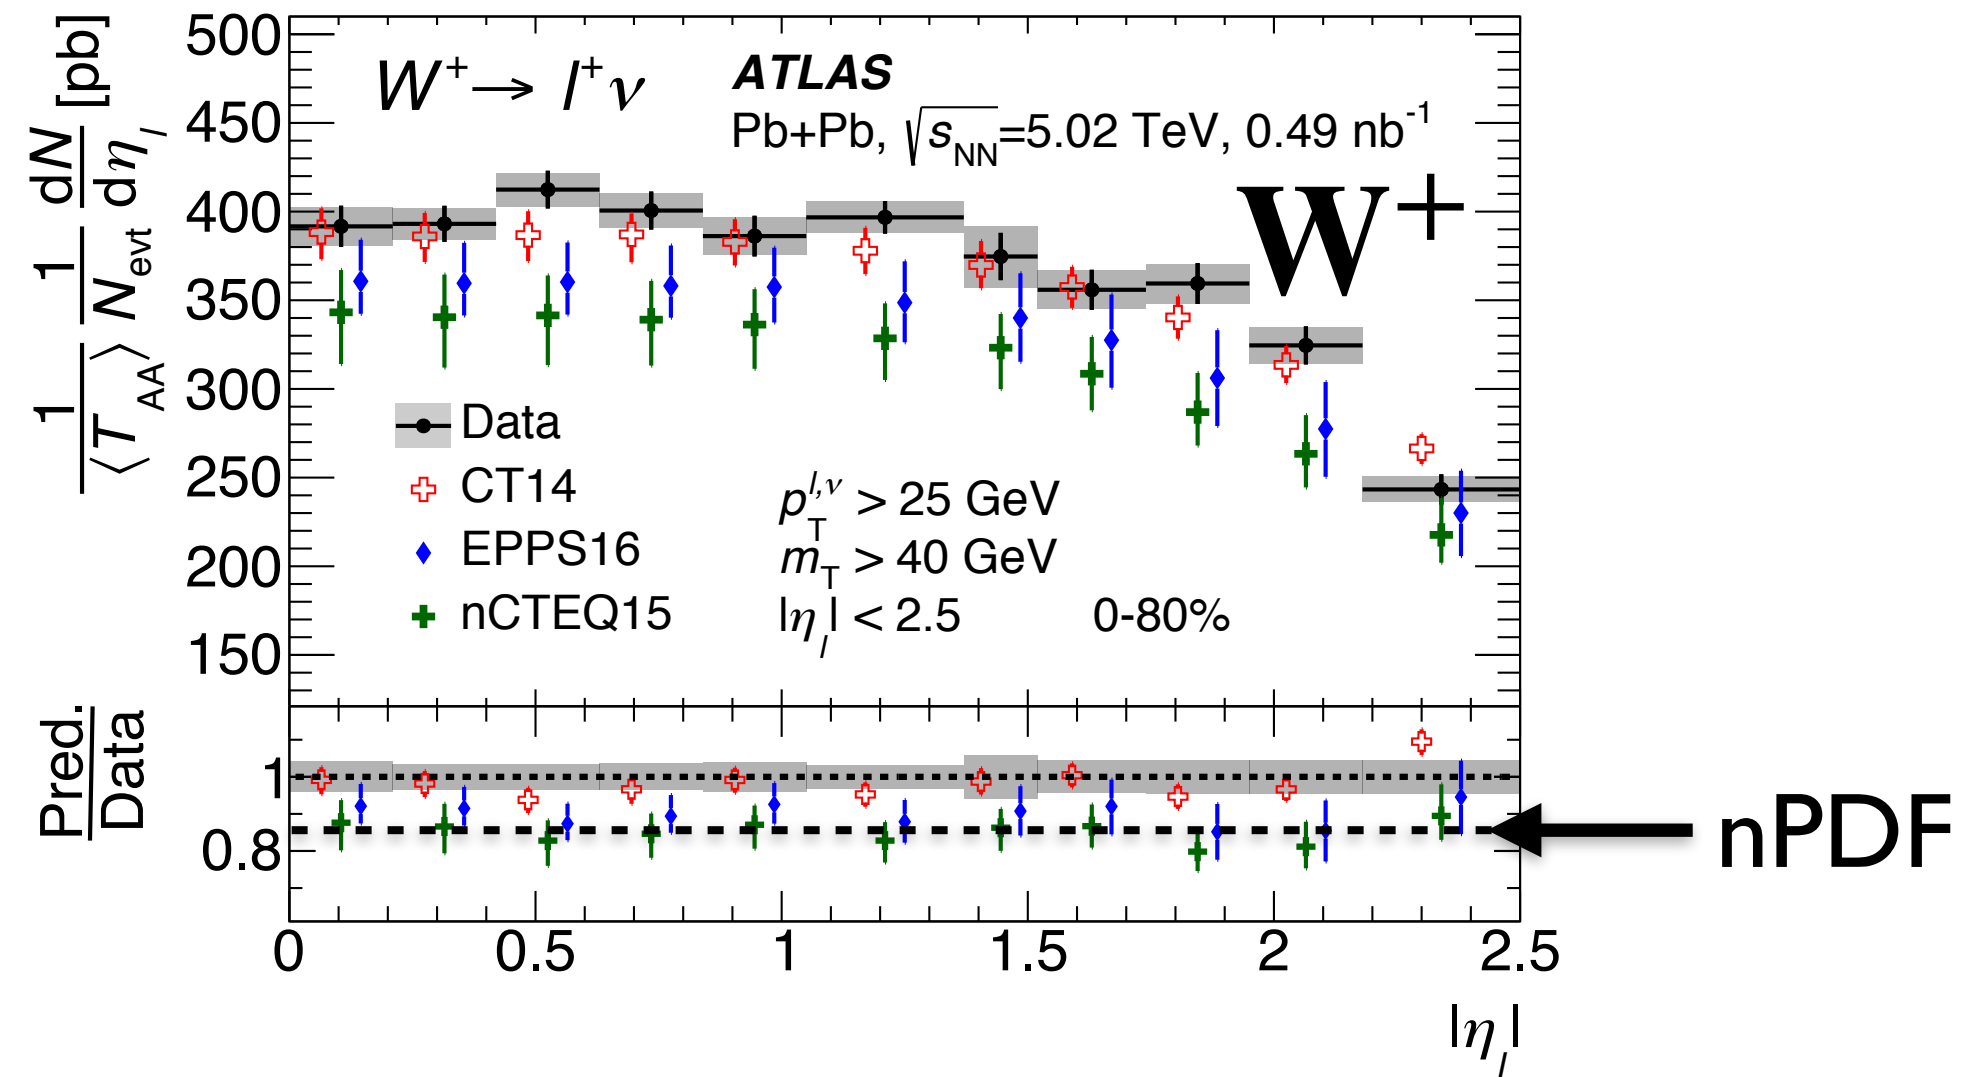 1/⟨T_AA⟩ 1/N_evt dN/dη_l [pb]
500
450
400
350
300
250
200
150
W⁺→ l⁺ν
ATLAS
Pb+Pb, √s_NN=5.02 TeV, 0.49 nb⁻¹
W⁺
Data
CT14
EPPS16
nCTEQ15
p_T^{l,ν} > 25 GeV
m_T > 40 GeV
|η_l| < 2.5
0-80%
Pred.
Data
1
0.8
nPDF
0 0.5 1 1.5 2 2.5
|η_l|